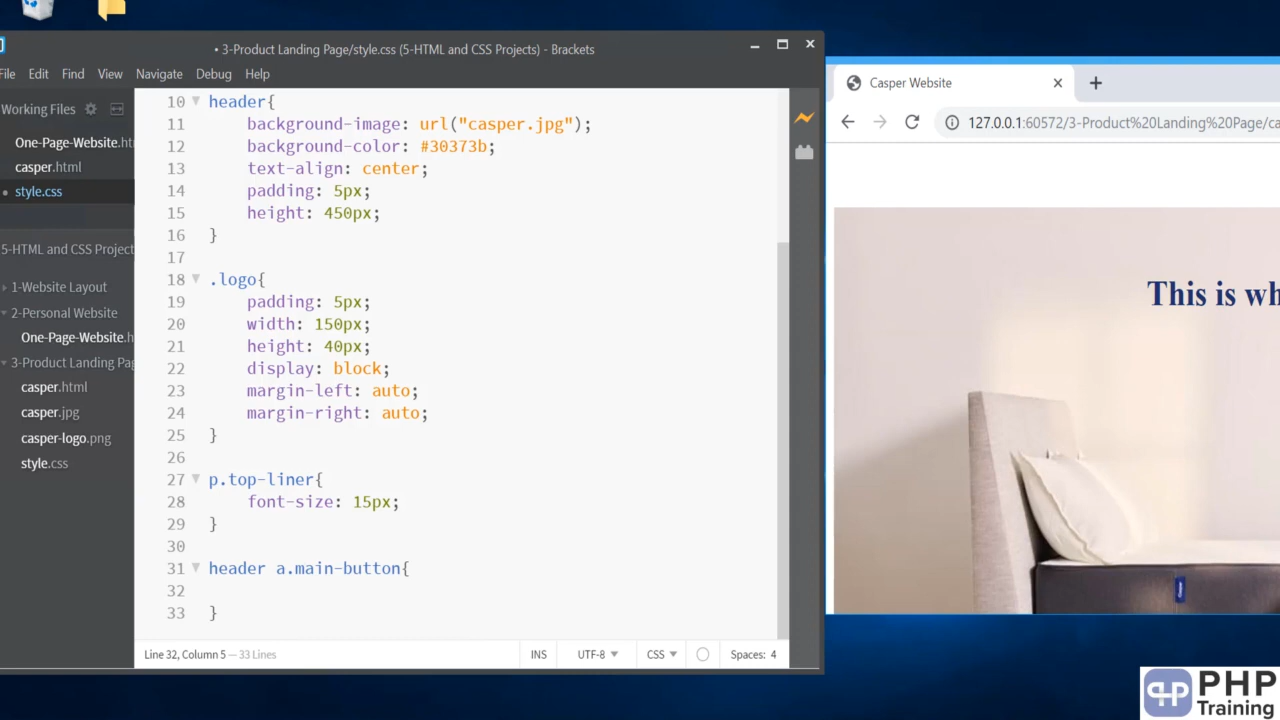 • 3-Product Landing Page/style.css (5-HTML and CSS Projects) - Brackets
File Edit Find View Navigate Debug Help
Working Files
One-Page-Website.ht
casper.html
style.css
5-HTML and CSS Project
1-Website Layout
2-Personal Website
One-Page-Website.h
3-Product Landing Pag
casper.html
casper.jpg
casper-logo.png
style.css
10 header{
11 background-image: url("casper.jpg");
12 background-color: #30373b;
13 text-align: center;
14 padding: 5px;
15 height: 450px;
16 }
17
18 .logo{
19 padding: 5px;
20 width: 150px;
21 height: 40px;
22 display: block;
23 margin-left: auto;
24 margin-right: auto;
25 }
26
27 p.top-liner{
28 font-size: 15px;
29 }
30
31 header a.main-button{
32
33 }
Line 32, Column 5 — 33 Lines
INS UTF-8 CSS Spaces: 4
Casper Website
127.0.0.1:60572/3-Product%20Landing%20Page/ca
This is wh
PHP
Training